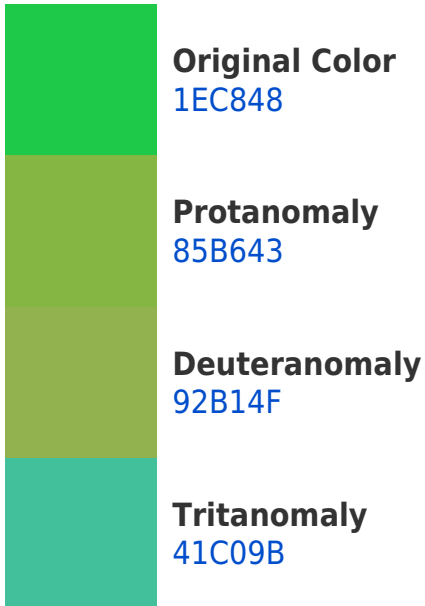 Original Color
1EC848
Protanomaly
85B643
Deuteranomaly
92B14F
Tritanomaly
41C09B